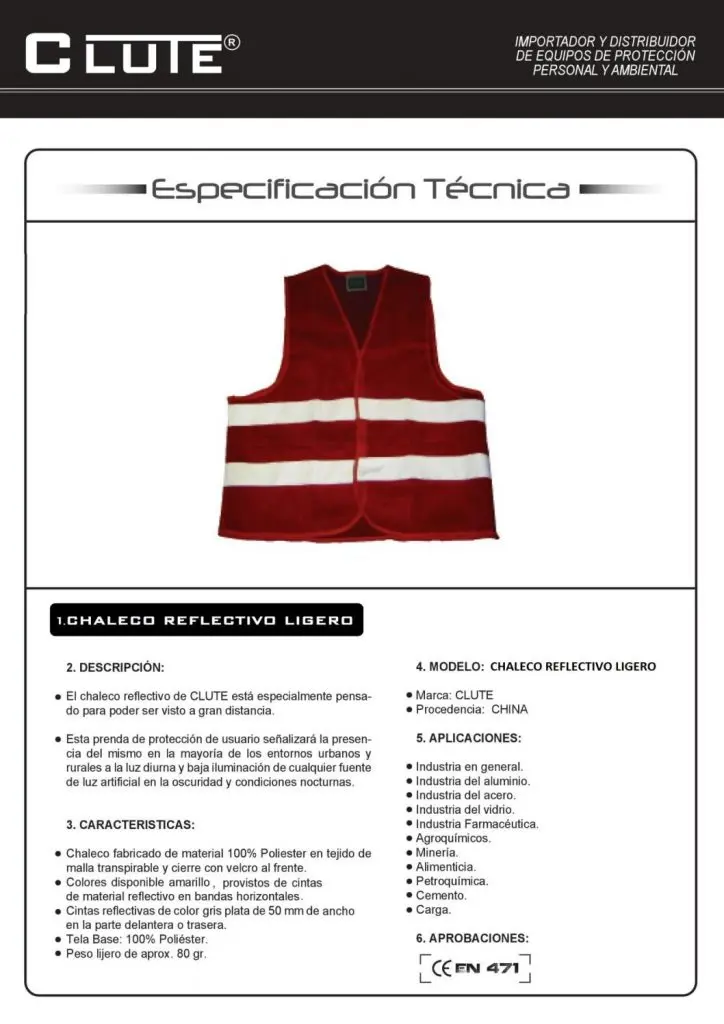 CLUTE®
IMPORTADOR Y DISTRIBUIDOR
DE EQUIPOS DE PROTECCIÓN
PERSONAL Y AMBIENTAL
Especificación Técnica
1.CHALECO REFLECTIVO LIGERO
2. DESCRIPCIÓN:
● El chaleco reflectivo de CLUTE está especialmente pensa-
do para poder ser visto a gran distancia.
● Esta prenda de protección de usuario señalizará la presen-
cia del mismo en la mayoría de los entornos urbanos y
rurales a la luz diurna y baja iluminación de cualquier fuente
de luz artificial en la oscuridad y condiciones nocturnas.
3. CARACTERISTICAS:
● Chaleco fabricado de material 100% Poliester en tejido de
malla transpirable y cierre con velcro al frente.
● Colores disponible amarillo , provistos de cintas
de material reflectivo en bandas horizontales.
● Cintas reflectivas de color gris plata de 50 mm de ancho
en la parte delantera o trasera.
● Tela Base: 100% Poliéster.
● Peso lijero de aprox. 80 gr.
4. MODELO: CHALECO REFLECTIVO LIGERO
● Marca: CLUTE
● Procedencia: CHINA
5. APLICACIONES:
● Industria en general.
● Industria del aluminio.
● Industria del acero.
● Industria del vidrio.
● Industria Farmacéutica.
● Agroquímicos.
● Minería.
● Alimenticia.
● Petroquímica.
● Cemento.
● Carga.
6. APROBACIONES:
CE EN 471